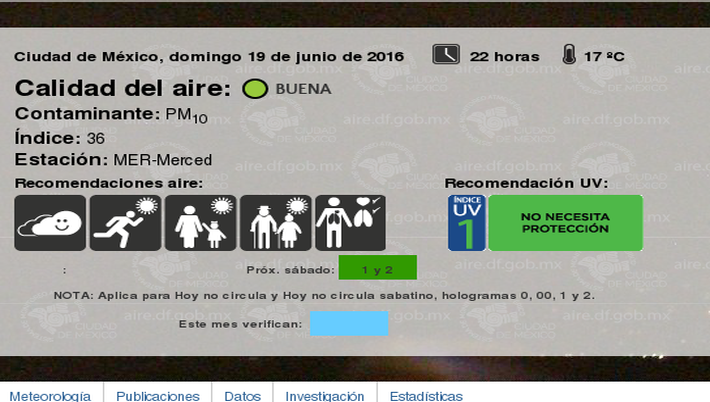 Ciudad de México, domingo 19 de junio de 2016 22 horas 17 ºC
Calidad del aire: BUENA
Contaminante: PM10
Índice: 36
Estación: MER-Merced
Recomendaciones aire: Recomendación UV:
ÍNDICE
UV
1
NO NECESITA
PROTECCIÓN
: Próx. sábado: 1 y 2
NOTA: Aplica para Hoy no circula y Hoy no circula sabatino, hologramas 0, 00, 1 y 2.
Este mes verifican:
Meteorología Publicaciones Datos Investigación Estadísticas
aire.df.gob.mx
CIUDAD
DE MÉXICO